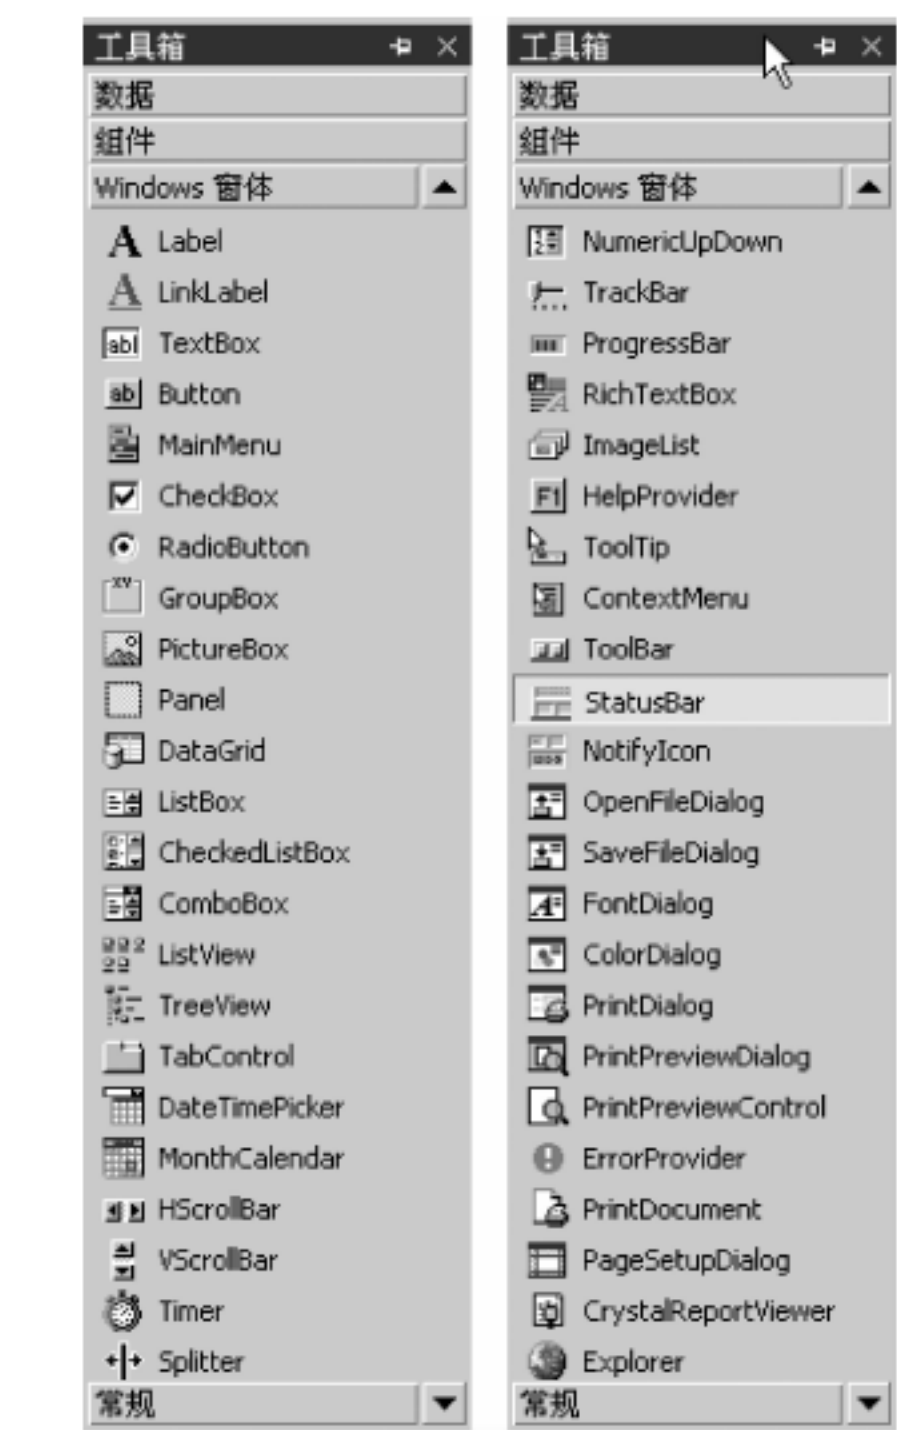 工具箱
数据
组件
Windows 窗体
Label
LinkLabel
TextBox
Button
MainMenu
CheckBox
RadioButton
GroupBox
PictureBox
Panel
DataGrid
ListBox
CheckedListBox
ComboBox
ListView
TreeView
TabControl
DateTimePicker
MonthCalendar
HScrollBar
VScrollBar
Timer
Splitter
常规
工具箱
数据
组件
Windows 窗体
NumericUpDown
TrackBar
ProgressBar
RichTextBox
ImageList
HelpProvider
ToolTip
ContextMenu
ToolBar
StatusBar
NotifyIcon
OpenFileDialog
SaveFileDialog
FontDialog
ColorDialog
PrintDialog
PrintPreviewDialog
PrintPreviewControl
ErrorProvider
PrintDocument
PageSetupDialog
CrystalReportViewer
Explorer
常规